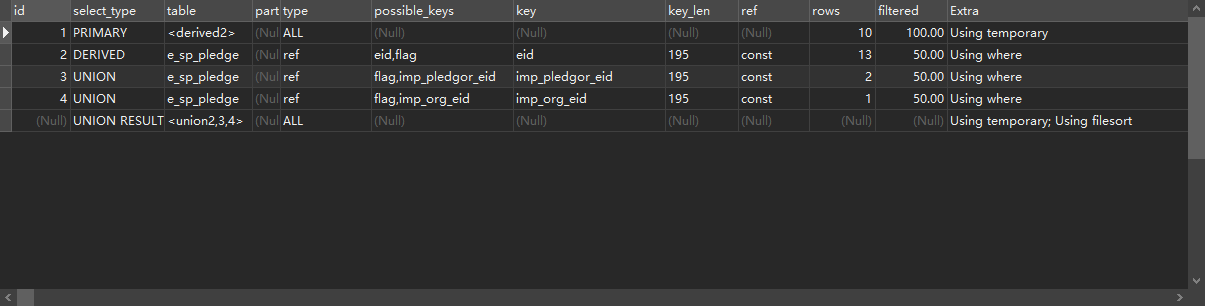 id select_type table part type possible_keys key key_len ref rows filtered Extra
1 PRIMARY <derived2> (Nul ALL (Null) (Null) (Null) (Null) 10 100.00 Using temporary
2 DERIVED e_sp_pledge (Nul ref eid,flag eid 195 const 13 50.00 Using where
3 UNION e_sp_pledge (Nul ref flag,imp_pledgor_eid imp_pledgor_eid 195 const 2 50.00 Using where
4 UNION e_sp_pledge (Nul ref flag,imp_org_eid imp_org_eid 195 const 1 50.00 Using where
(Null) UNION RESULT <union2,3,4> (Nul ALL (Null) (Null) (Null) (Null) (Null) (Null) Using temporary; Using filesort